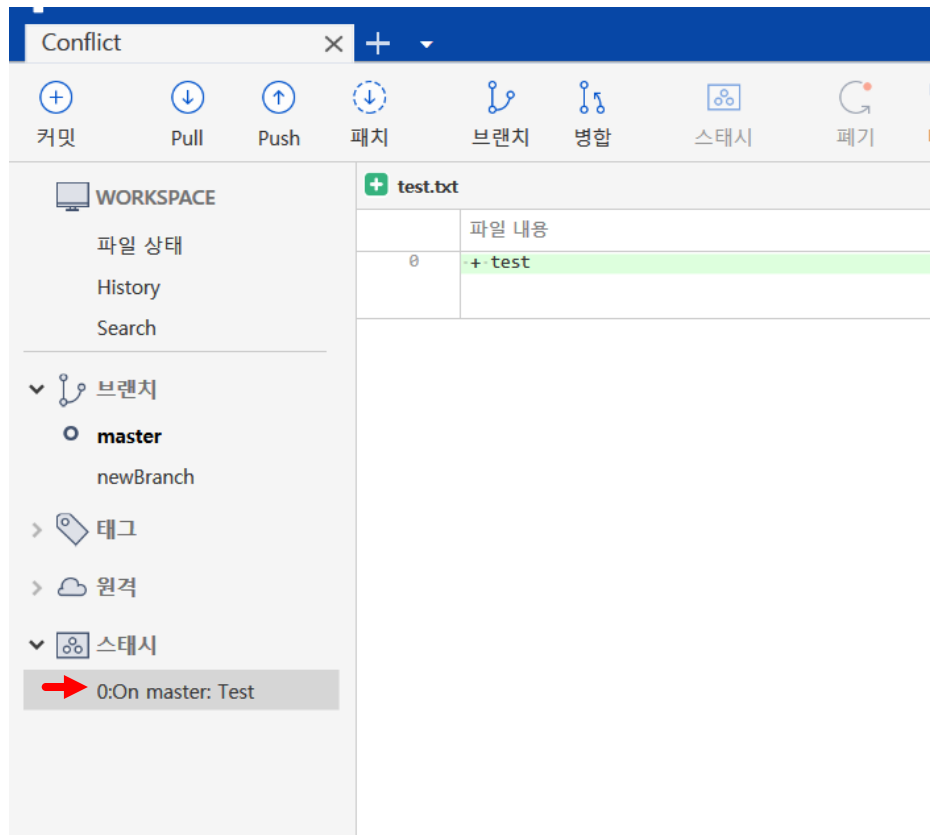 Conflict
커밋 Pull Push 패치 브랜치 병합 스태시 폐기
WORKSPACE
파일 상태
History
Search
브랜치
master
newBranch
태그
원격
스태시
0:On master: Test
test.txt
파일 내용
0 + test